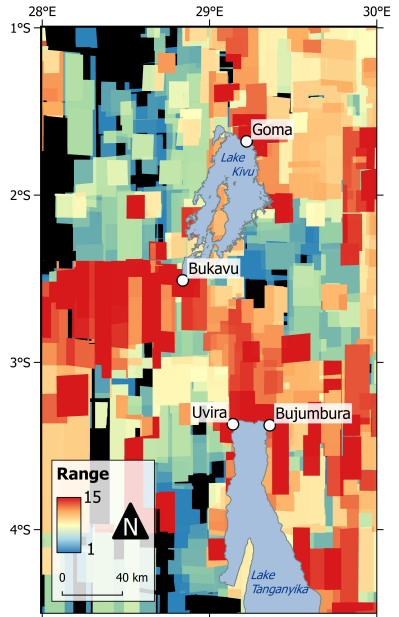 28°E 29°E 30°E
1°S
Goma
Lake
Kivu
2°S
Bukavu
3°S
Uvira Bujumbura
Range
15
1
N
4°S
0 40 km
Lake
Tanganyika